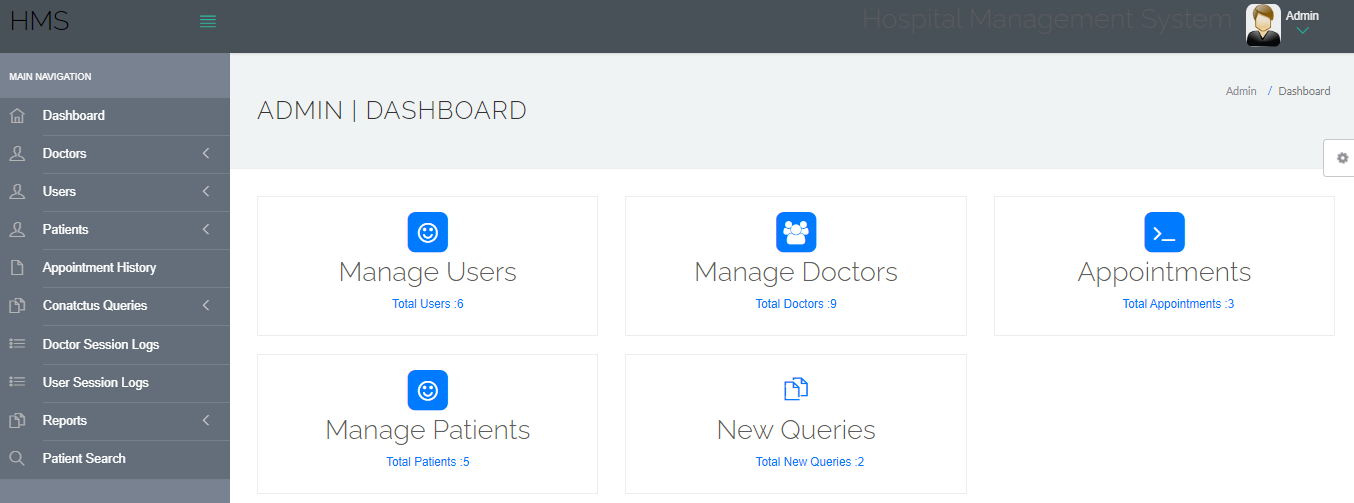 HMS
Hospital Management System
Admin
MAIN NAVIGATION
Dashboard
Doctors
Users
Patients
Appointment History
Conatctus Queries
Doctor Session Logs
User Session Logs
Reports
Patient Search
ADMIN | DASHBOARD
Admin / Dashboard
Manage Users
Total Users :6
Manage Doctors
Total Doctors :9
Appointments
Total Appointments :3
Manage Patients
Total Patients :5
New Queries
Total New Queries :2